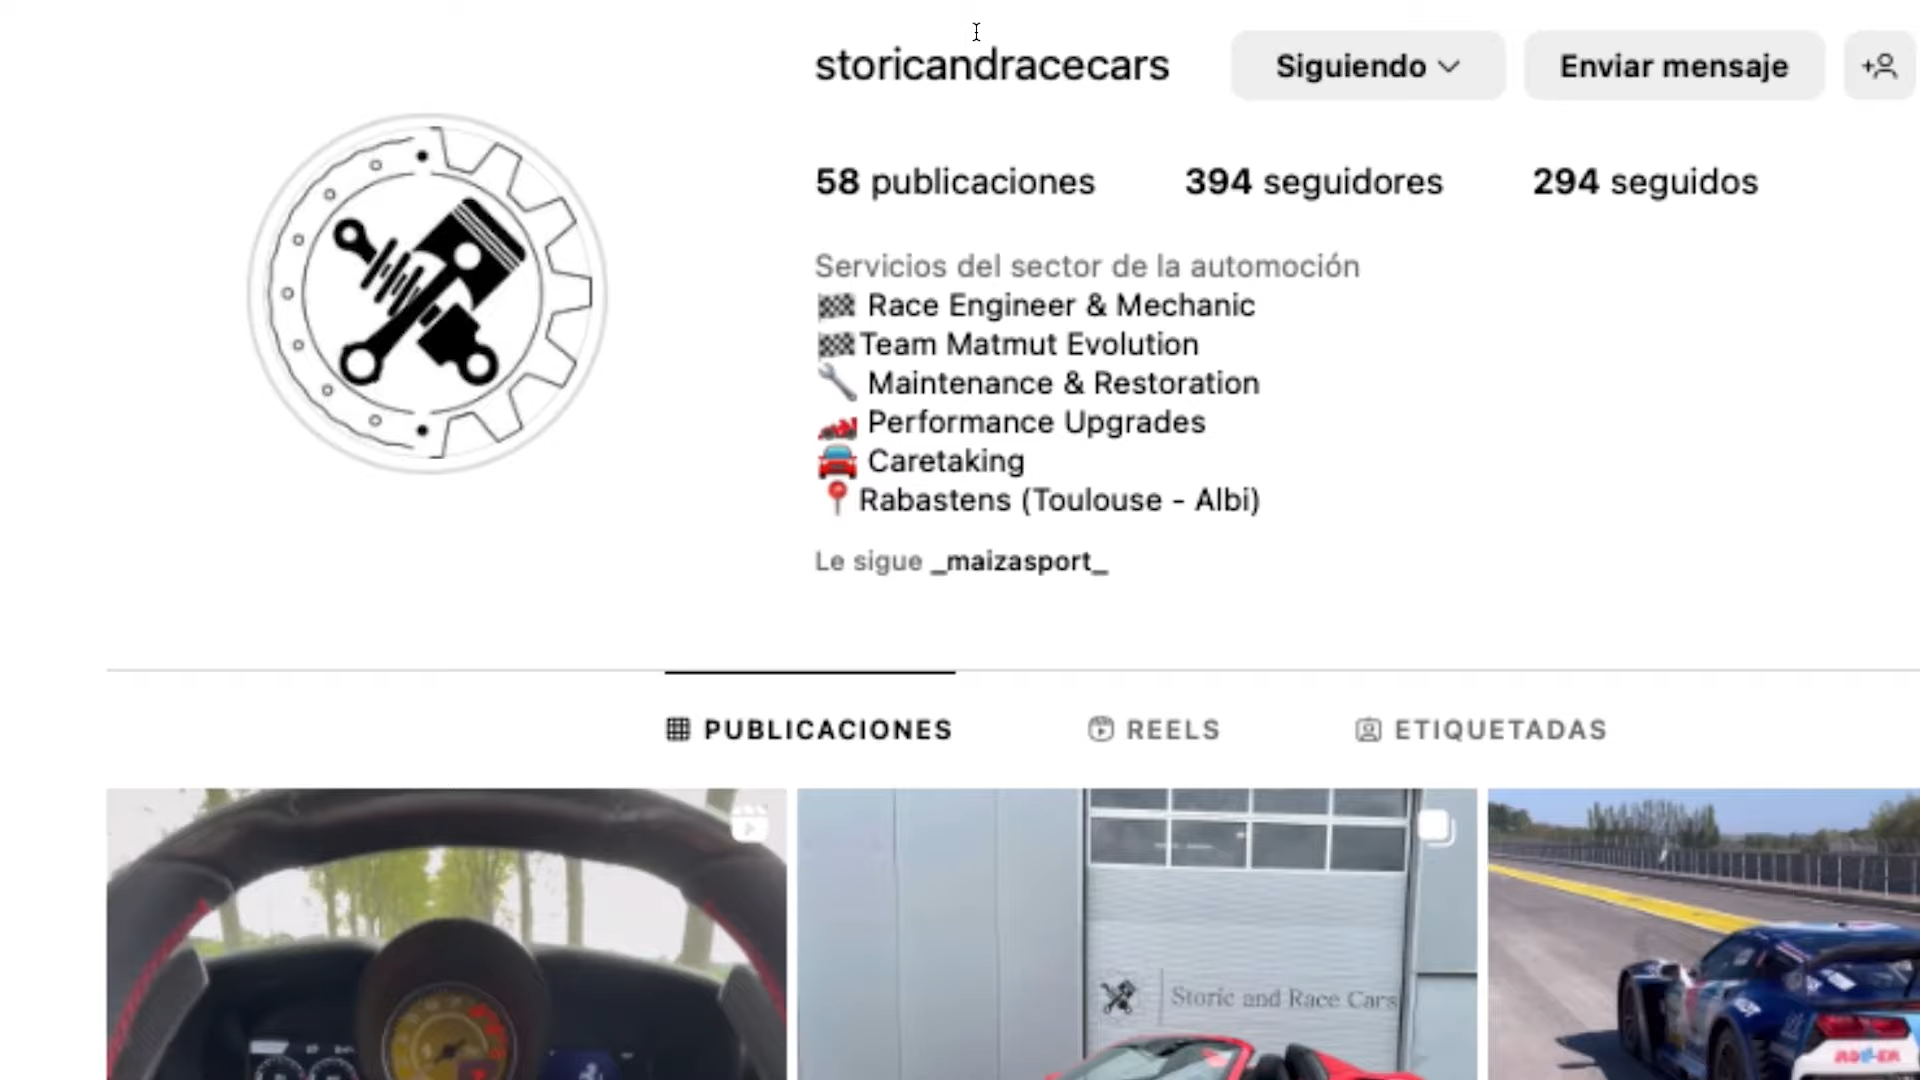 storicandracecars
Siguiendo
Enviar mensaje
58 publicaciones
394 seguidores
294 seguidos
Servicios del sector de la automoción
🏁 Race Engineer & Mechanic
🏁Team Matmut Evolution
🔧 Maintenance & Restoration
🏎️ Performance Upgrades
🚘 Caretaking
📍Rabastens (Toulouse - Albi)
Le sigue _maizasport_
PUBLICACIONES
REELS
ETIQUETADAS
Storic and Race Cars